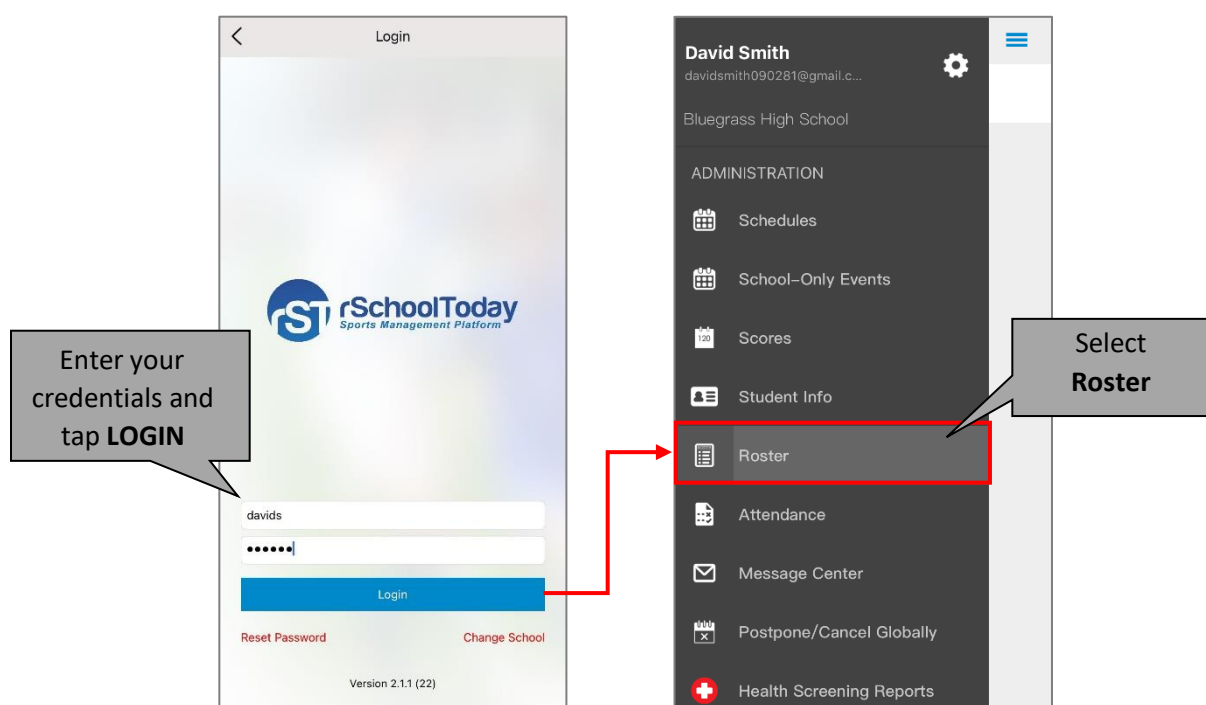 Login
rST rSchoolToday
Sports Management Platform
Enter your
credentials and
tap LOGIN
davids
••••••
Login
Reset Password
Change School
Version 2.1.1 (22)
David Smith
davidsmith090281@gmail.c...
Bluegrass High School
ADMINISTRATION
Schedules
School-Only Events
120 Scores
Student Info
Roster
Select
Roster
Attendance
Message Center
Postpone/Cancel Globally
Health Screening Reports